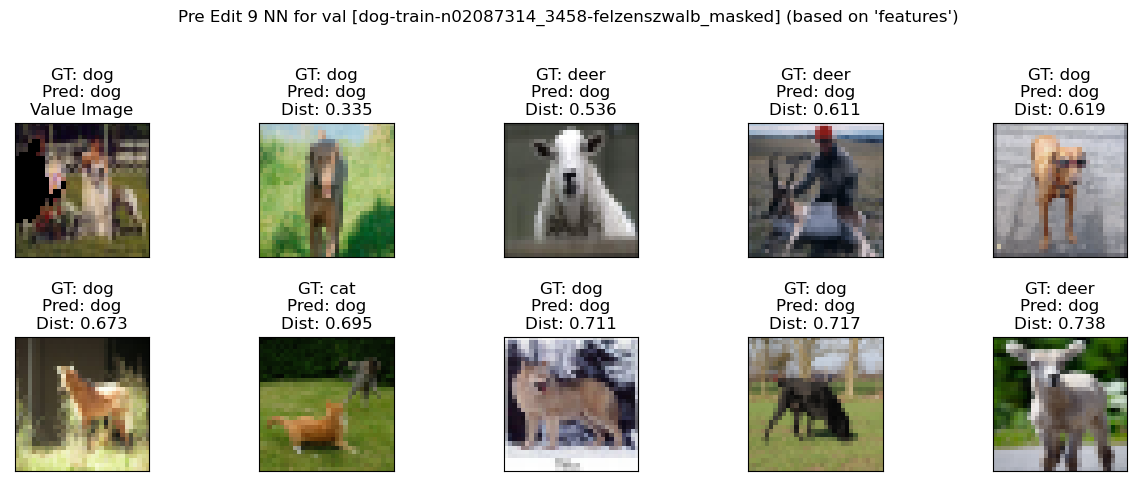 Pre Edit 9 NN for val [dog-train-n02087314_3458-felzenszwalb_masked] (based on 'features')
GT: dog
Pred: dog
Value Image
GT: dog
Pred: dog
Dist: 0.335
GT: deer
Pred: dog
Dist: 0.536
GT: deer
Pred: dog
Dist: 0.611
GT: dog
Pred: dog
Dist: 0.619
GT: dog
Pred: dog
Dist: 0.673
GT: cat
Pred: dog
Dist: 0.695
GT: dog
Pred: dog
Dist: 0.711
GT: dog
Pred: dog
Dist: 0.717
GT: deer
Pred: dog
Dist: 0.738